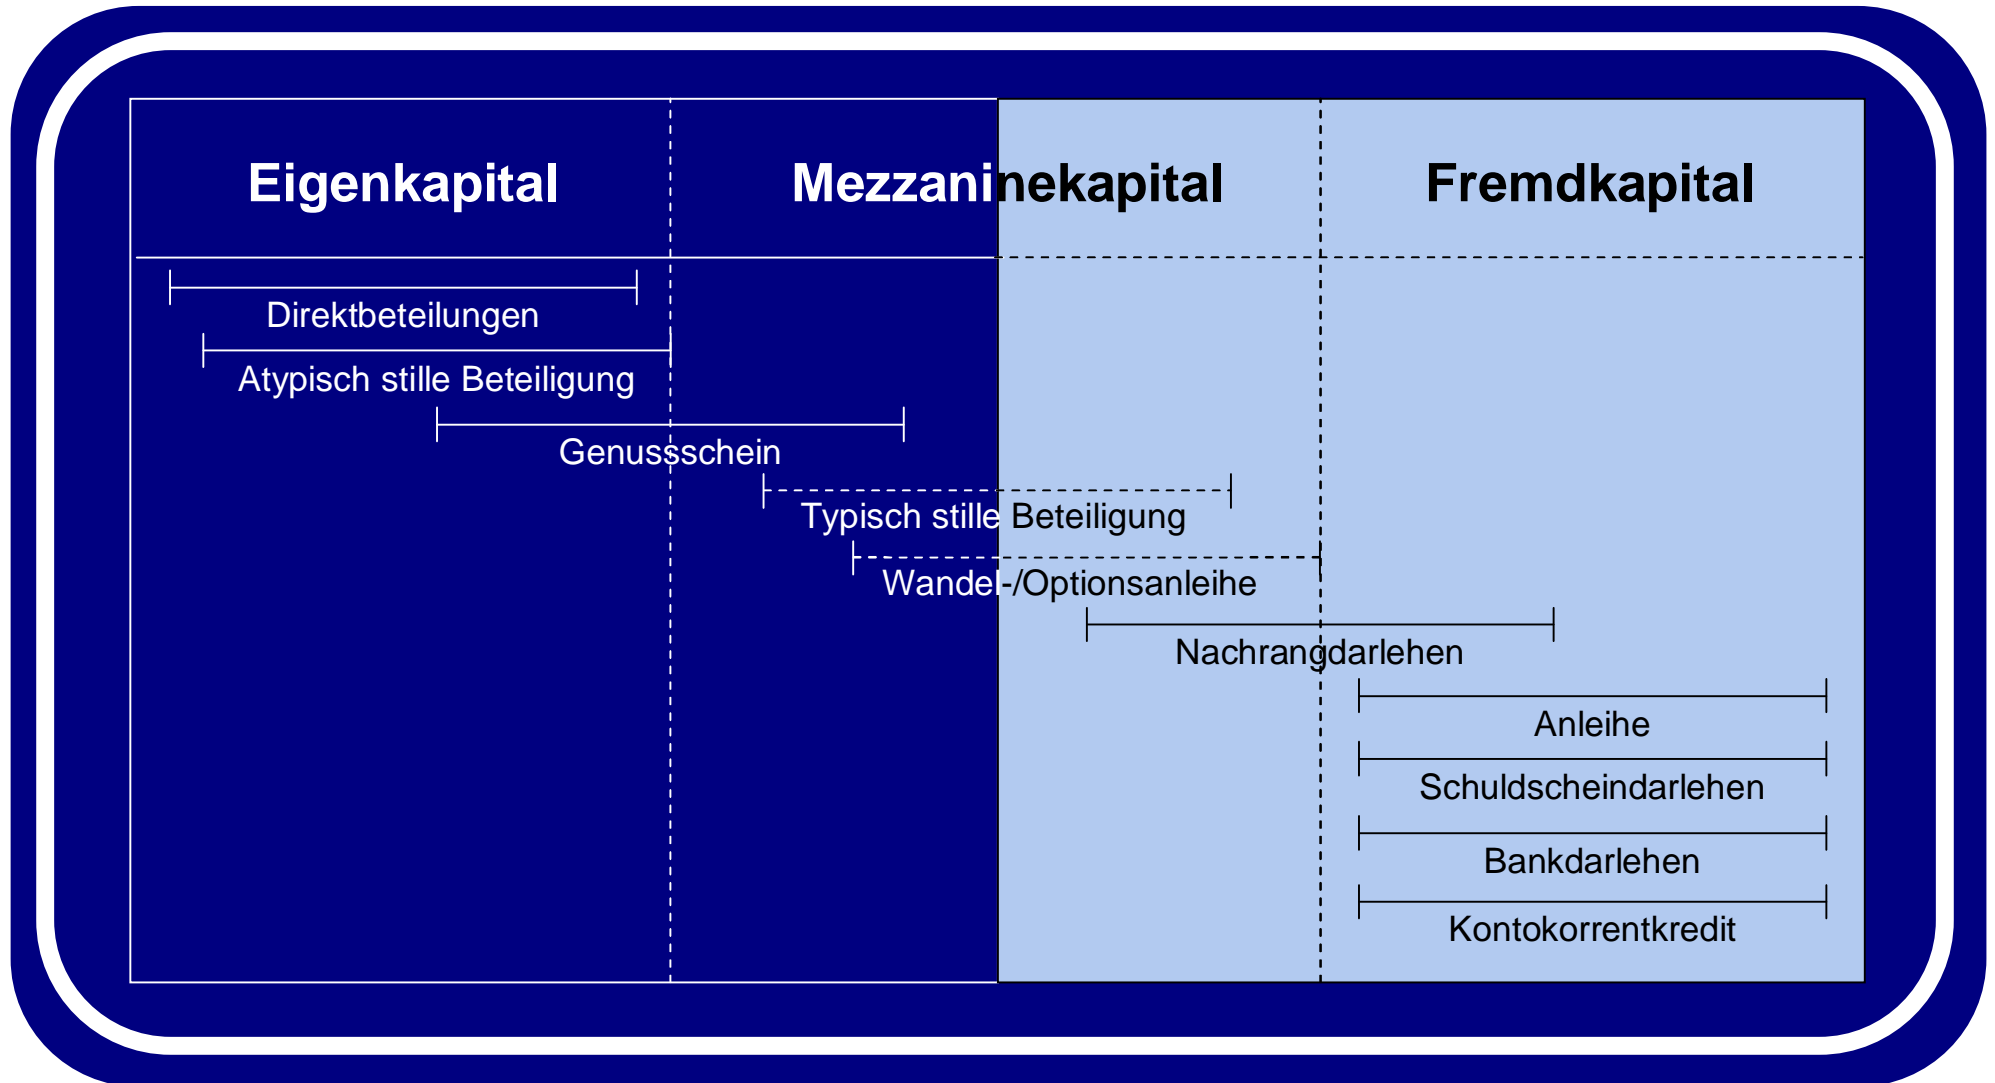 Eigenkapital Mezzaninekapital Fremdkapital
Direktbeteilungen
Atypisch stille Beteiligung
Genussschein
Typisch stille Beteiligung
Wandel-/Optionsanleihe
Nachrangdarlehen
Anleihe
Schuldscheindarlehen
Bankdarlehen
Kontokorrentkredit